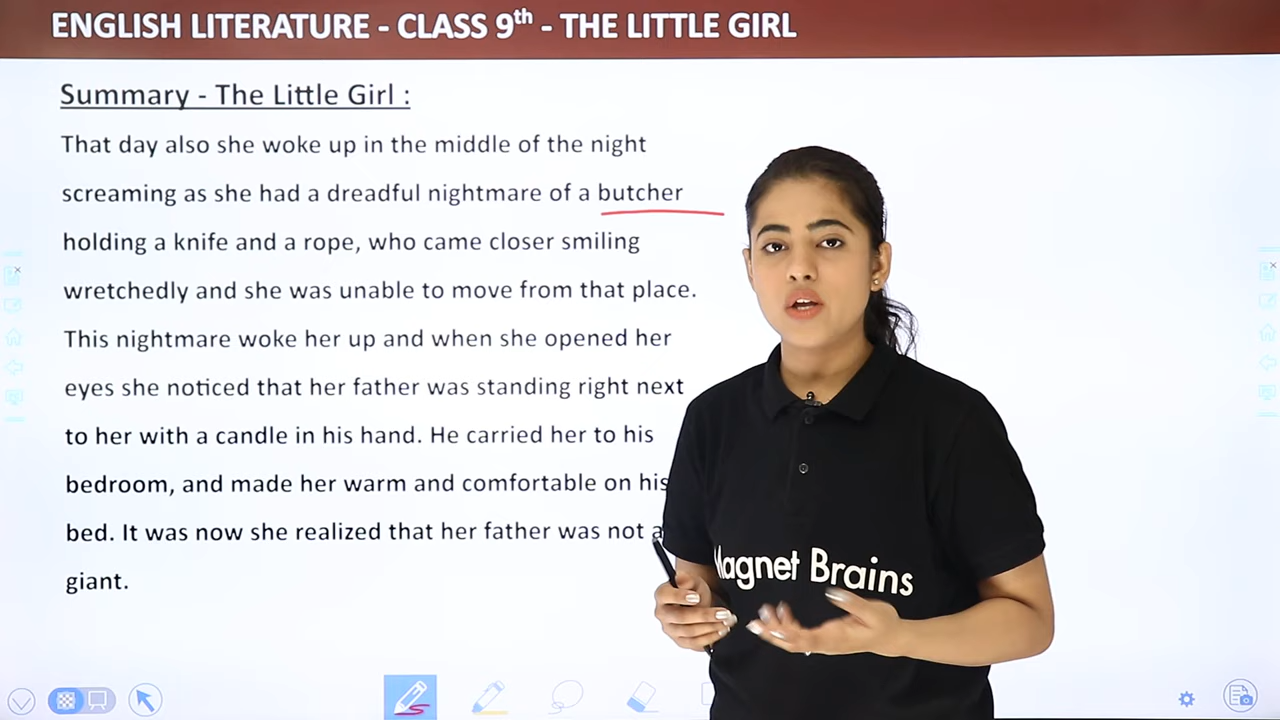 ENGLISH LITERATURE - CLASS 9th - THE LITTLE GIRL
Summary - The Little Girl :
That day also she woke up in the middle of the night
screaming as she had a dreadful nightmare of a butcher
holding a knife and a rope, who came closer smiling
wretchedly and she was unable to move from that place.
This nightmare woke her up and when she opened her
eyes she noticed that her father was standing right next
to her with a candle in his hand. He carried her to his
bedroom, and made her warm and comfortable on his
bed. It was now she realized that her father was not a
giant.
Magnet Brains